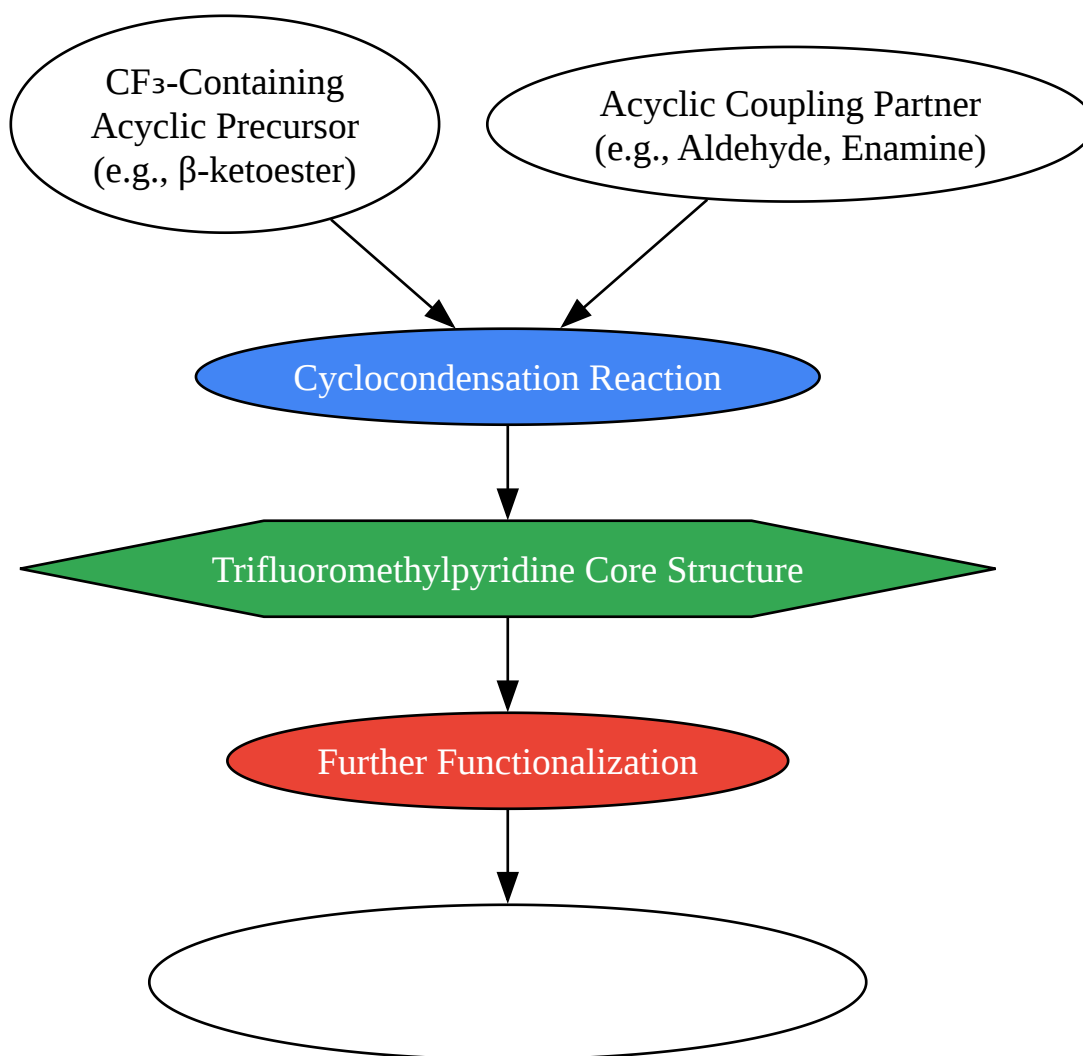 CF₃-Containing
Acyclic Precursor
(e.g., β-ketoester)
Acyclic Coupling Partner
(e.g., Aldehyde, Enamine)
Cyclocondensation Reaction
Trifluoromethylpyridine Core Structure
Further Functionalization